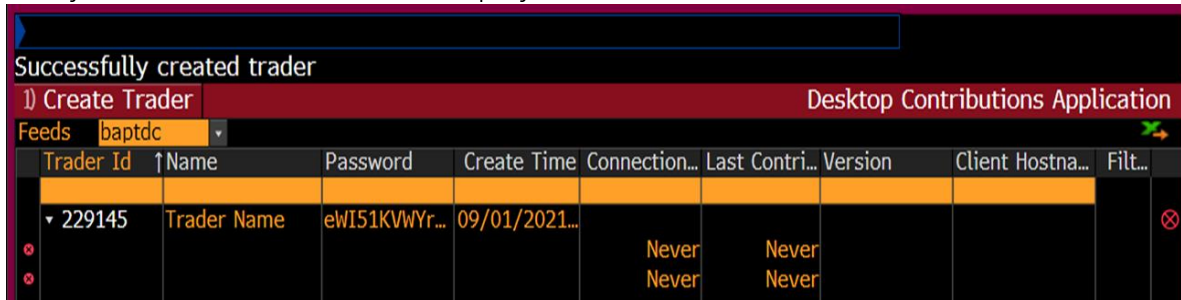 Successfully created trader
1) Create Trader Desktop Contributions Application
Feeds baptdc
Trader Id ↑ Name Password Create Time Connection... Last Contri... Version Client Hostna... Filt...
229145 Trader Name eWI51KVWYr... 09/01/2021...
Never Never
Never Never